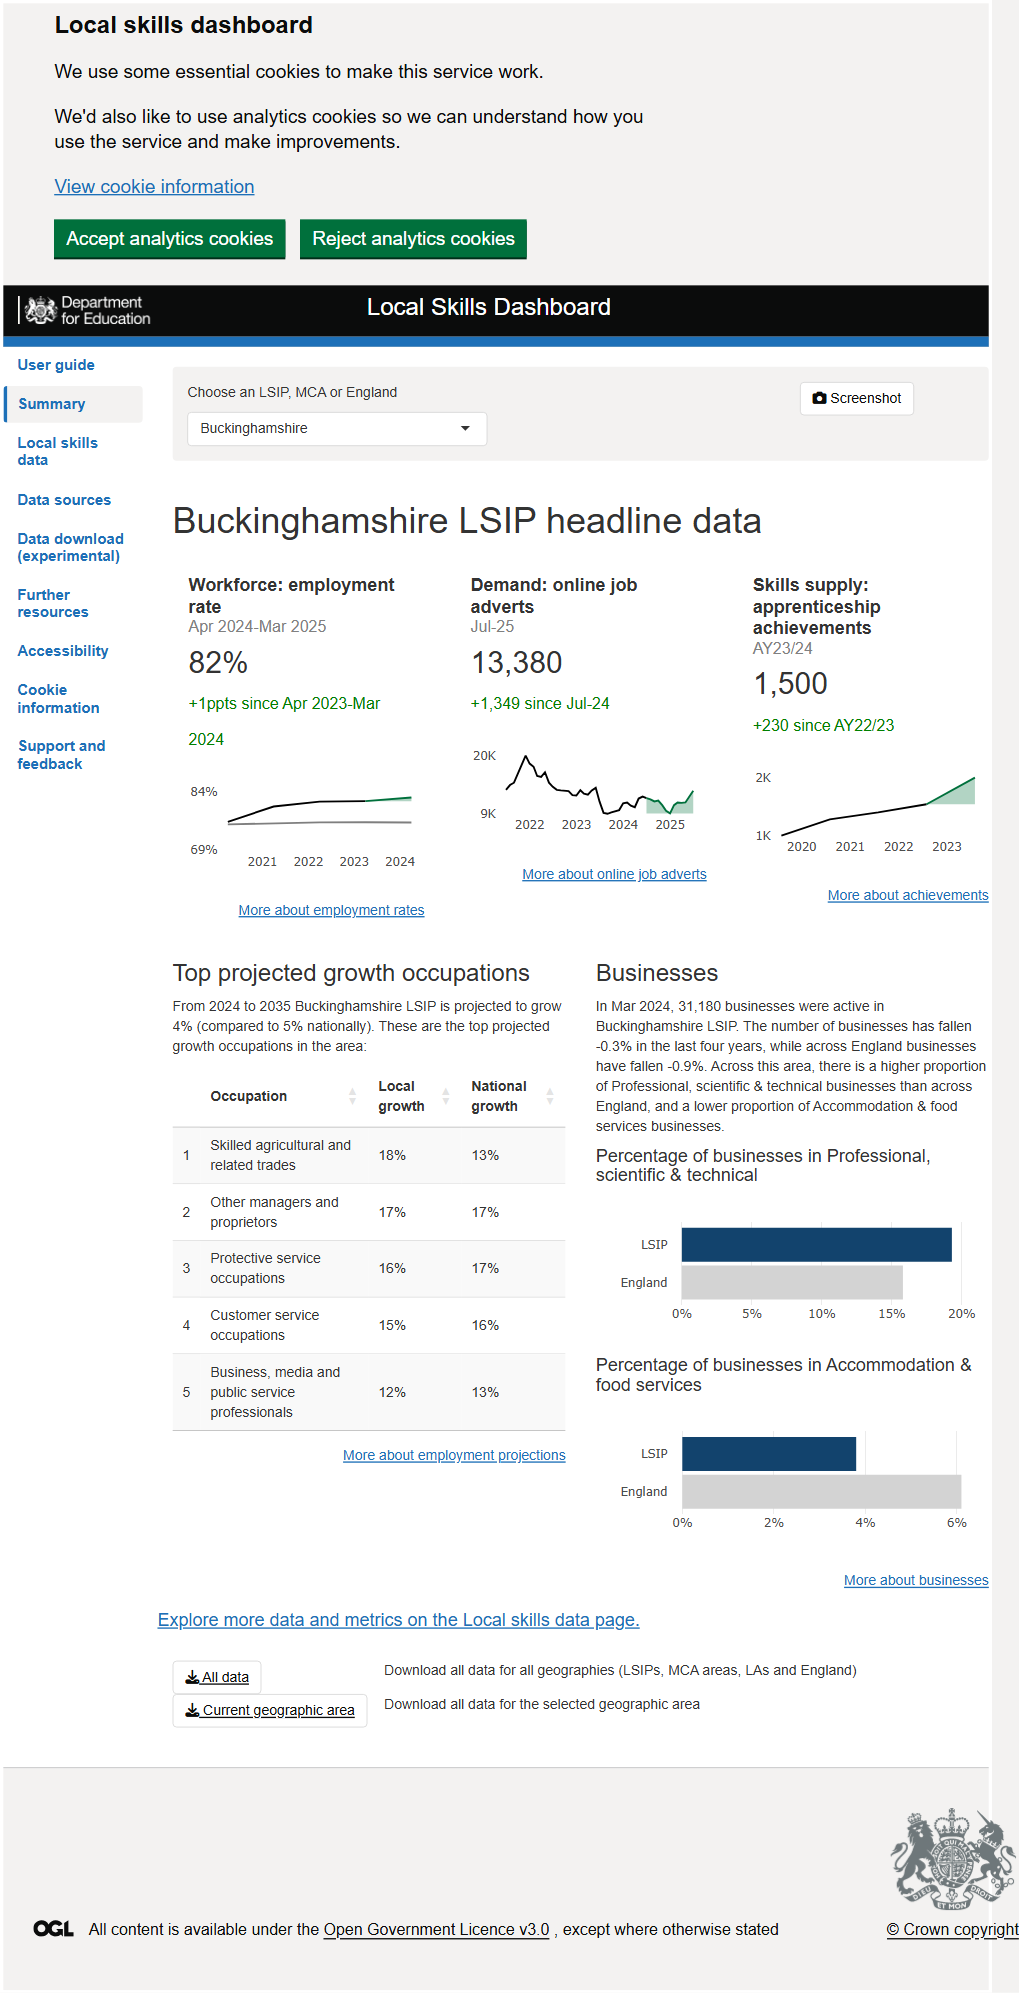 Local skills dashboard
We use some essential cookies to make this service work.
We'd also like to use analytics cookies so we can understand how you
use the service and make improvements.
View cookie information
Accept analytics cookies
Reject analytics cookies
Department
for Education
Local Skills Dashboard
User guide
Summary
Local skills
data
Data sources
Data download
(experimental)
Further
resources
Accessibility
Cookie
information
Support and
feedback
Choose an LSIP, MCA or England
Buckinghamshire
Screenshot
Buckinghamshire LSIP headline data
Workforce: employment
rate
Apr 2024-Mar 2025
82%
+1ppts since Apr 2023-Mar
2024
84%
69%
2021 2022 2023 2024
More about employment rates
Demand: online job
adverts
Jul-25
13,380
+1,349 since Jul-24
20K
9K
2022 2023 2024 2025
More about online job adverts
Skills supply:
apprenticeship
achievements
AY23/24
1,500
+230 since AY22/23
2K
1K
2020 2021 2022 2023
More about achievements
Top projected growth occupations
From 2024 to 2035 Buckinghamshire LSIP is projected to grow
4% (compared to 5% nationally). These are the top projected
growth occupations in the area:
Occupation
Local
growth
National
growth
1 Skilled agricultural and
related trades 18% 13%
2 Other managers and
proprietors 17% 17%
3 Protective service
occupations 16% 17%
4 Customer service
occupations 15% 16%
5 Business, media and
public service
professionals 12% 13%
More about employment projections
Businesses
In Mar 2024, 31,180 businesses were active in
Buckinghamshire LSIP. The number of businesses has fallen
-0.3% in the last four years, while across England businesses
have fallen -0.9%. Across this area, there is a higher proportion
of Professional, scientific & technical businesses than across
England, and a lower proportion of Accommodation & food
services businesses.
Percentage of businesses in Professional,
scientific & technical
LSIP
England
0% 5% 10% 15% 20%
Percentage of businesses in Accommodation &
food services
LSIP
England
0% 2% 4% 6%
More about businesses
Explore more data and metrics on the Local skills data page.
All data
Download all data for all geographies (LSIPs, MCA areas, LAs and England)
Current geographic area
Download all data for the selected geographic area
OGL All content is available under the Open Government Licence v3.0 , except where otherwise stated
© Crown copyright